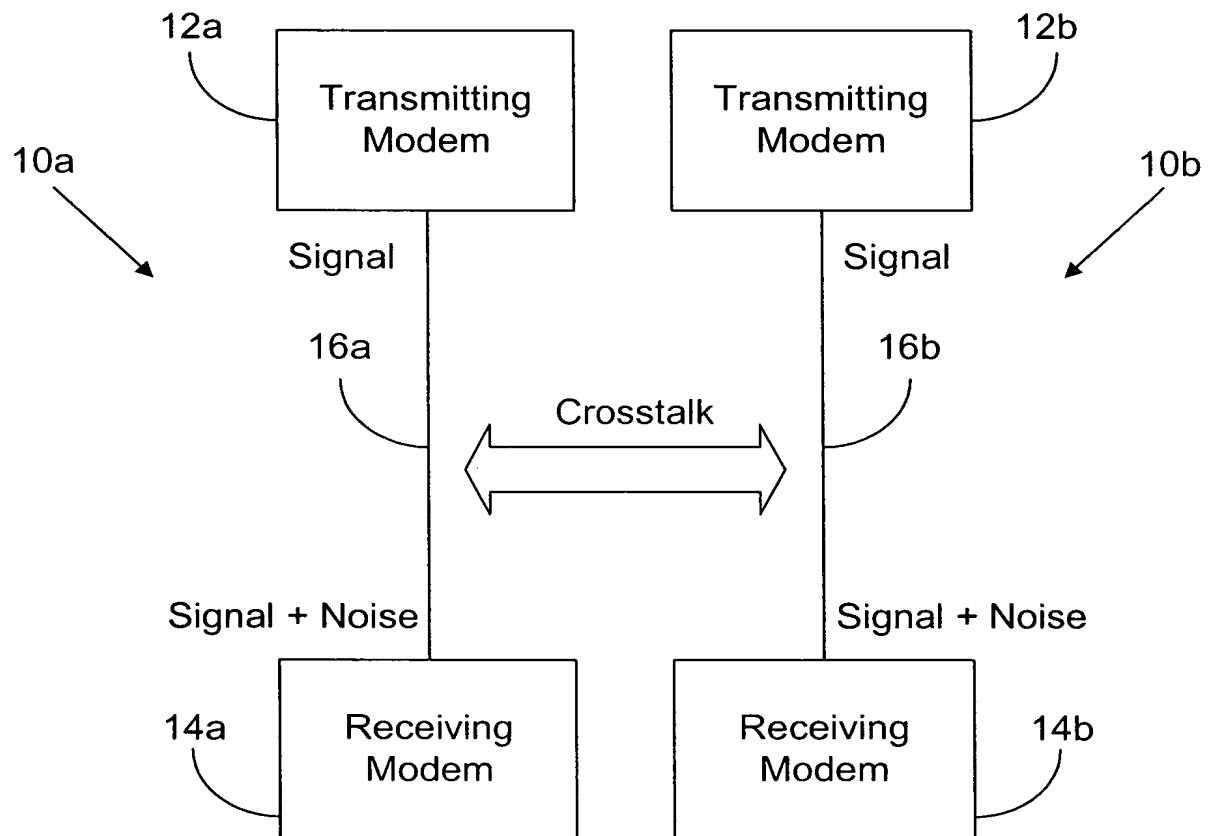 12a
12b
Transmitting
Modem
Transmitting
Modem
10a
10b
Signal
Signal
16a
16b
Crosstalk
Signal + Noise
Signal + Noise
14a
Receiving
Modem
Receiving
Modem
14b